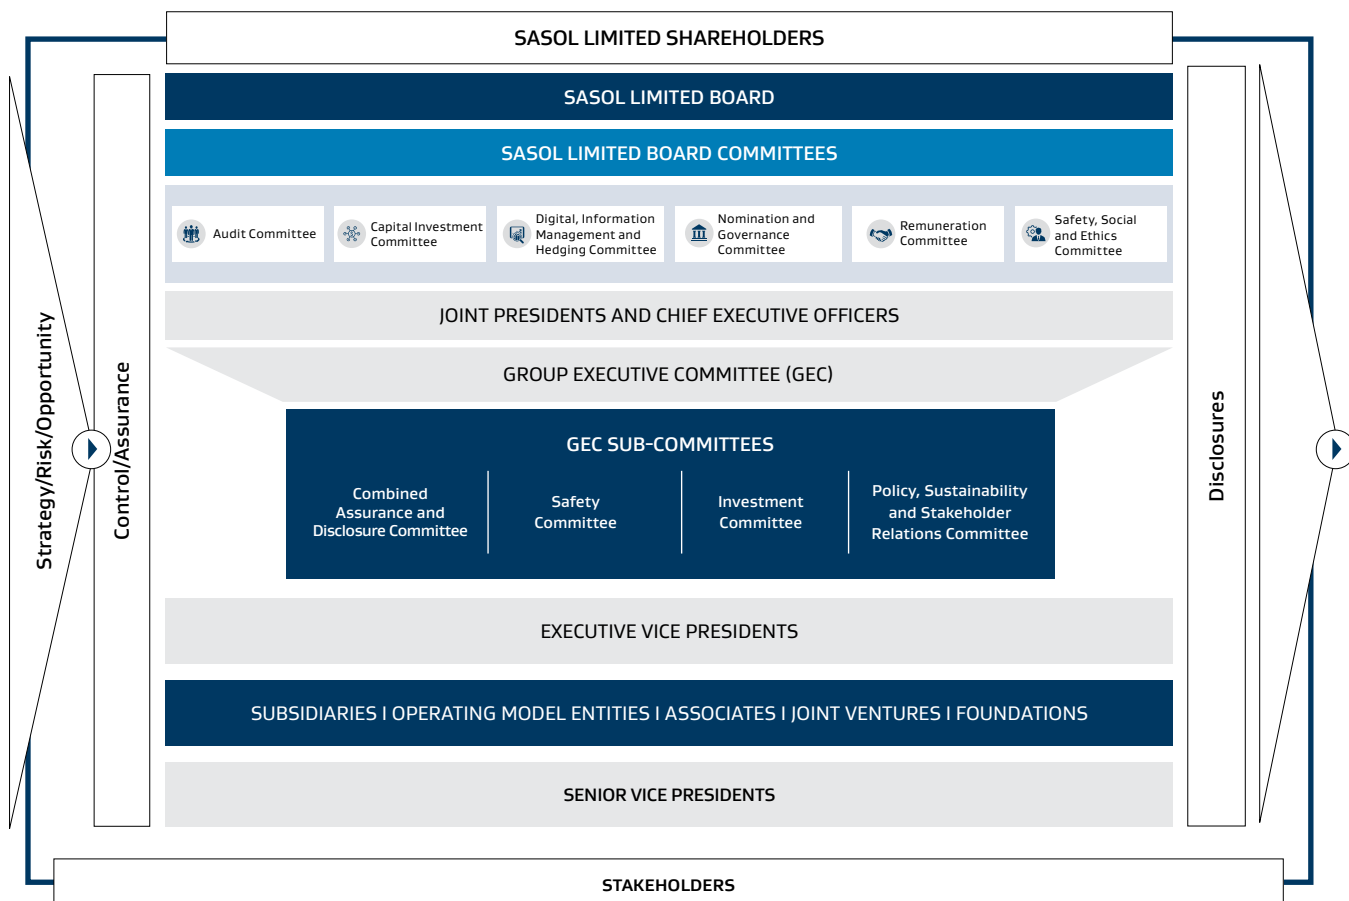 SASOL LIMITED SHAREHOLDERS
SASOL LIMITED BOARD
SASOL LIMITED BOARD COMMITTEES
Audit Committee
Capital Investment
Committee
Digital, Information
Management and
Hedging Committee
Nomination and
Governance
Committee
Remuneration
Committee
Safety, Social
and Ethics
Committee
JOINT PRESIDENTS AND CHIEF EXECUTIVE OFFICERS
GROUP EXECUTIVE COMMITTEE (GEC)
GEC SUB-COMMITTEES
Combined
Assurance and
Disclosure Committee
Safety
Committee
Investment
Committee
Policy, Sustainability
and Stakeholder
Relations Committee
EXECUTIVE VICE PRESIDENTS
SUBSIDIARIES I OPERATING MODEL ENTITIES I ASSOCIATES I JOINT VENTURES I FOUNDATIONS
SENIOR VICE PRESIDENTS
STAKEHOLDERS
Strategy/Risk/Opportunity
Control/Assurance
Disclosures